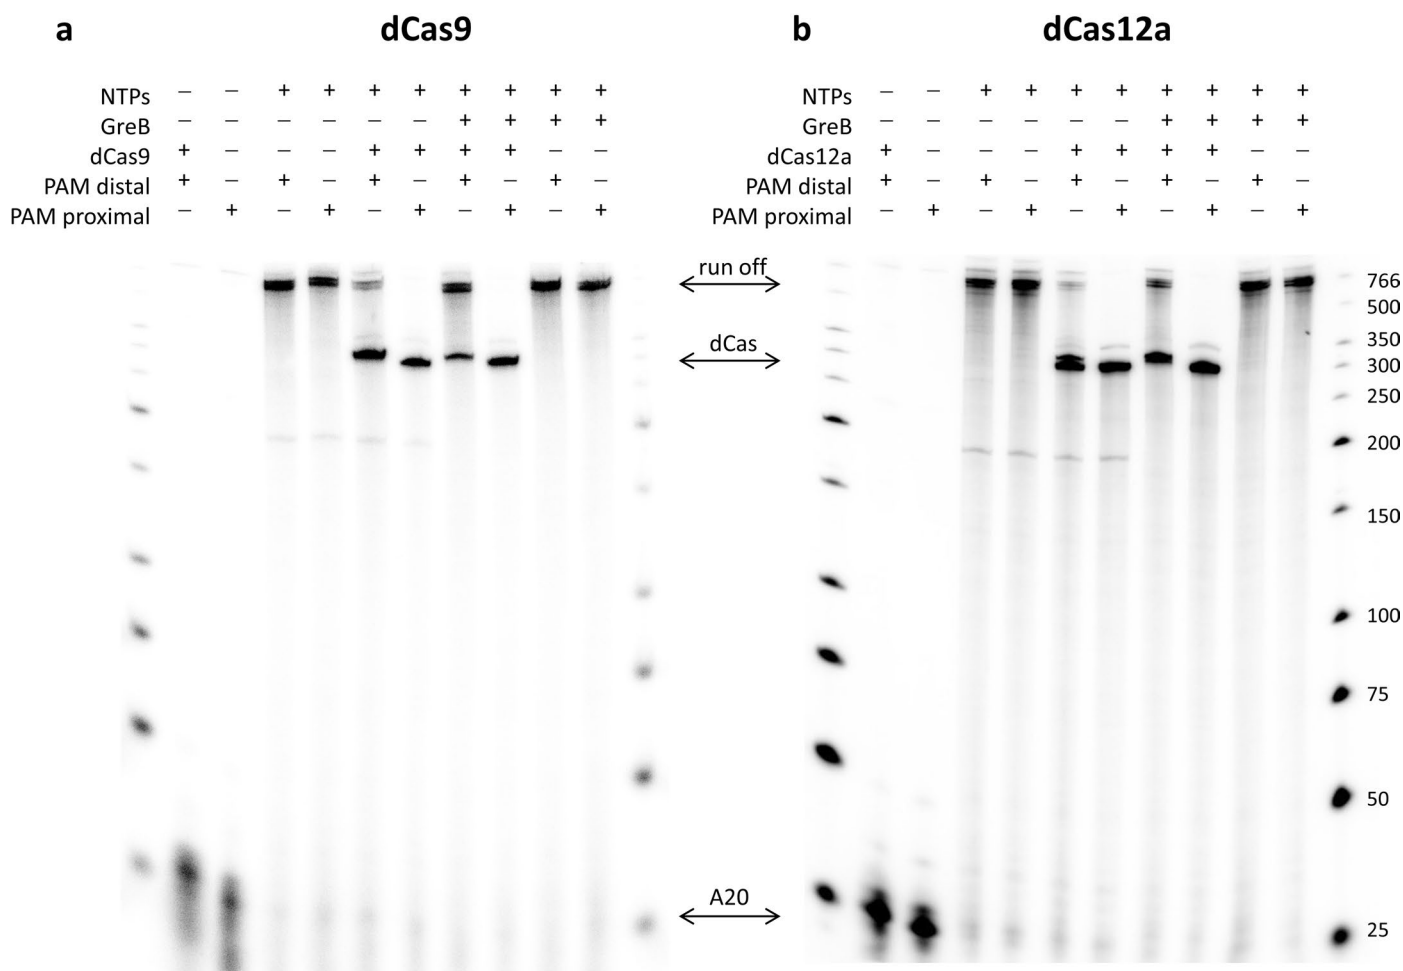 a dCas9 b dCas12a
NTPs – – + + + + + + + + NTPs – – + + + + + + + +
GreB – – – – – – + + + + GreB – – – – – – + + + +
dCas9 + – – – + + + + – – dCas12a + – – – + + + + – –
PAM distal + – + – + – + – + – PAM distal + – + – + – + – + –
PAM proximal – + – + – + – + – + PAM proximal – + – + – + – + – +
run off
766
500
dCas
350
300
250
200
150
100
75
50
A20
25